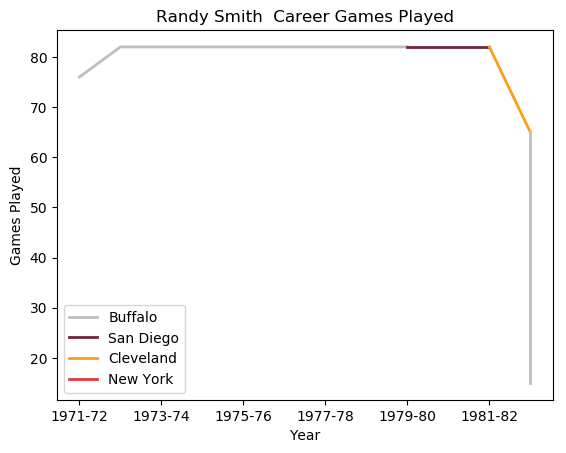 Randy Smith  Career Games Played
Games Played
80
70
60
50
40
30
20
Buffalo
San Diego
Cleveland
New York
1971-72 1973-74 1975-76 1977-78 1979-80 1981-82
Year